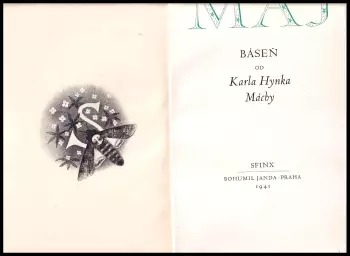 MÁJ
BÁSEŇ
OD
Karla Hynka
Máchy
SFINX
BOHUMIL JANDA · PRAHA
1941
S